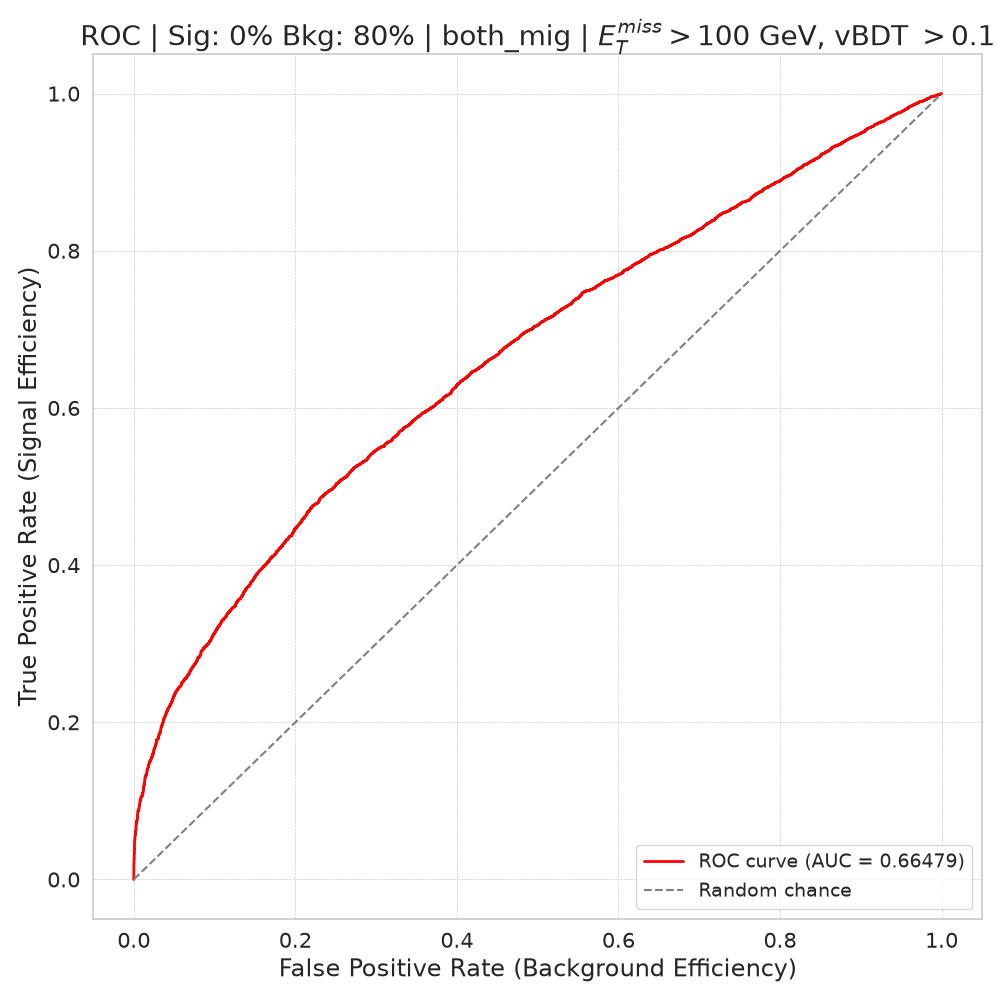 ROC | Sig: 0% Bkg: 80% | both_mig | $E_T^{miss}$ > 100 GeV, vBDT > 0.1
1.0
0.8
0.6
0.4
0.2
0.0
True Positive Rate (Signal Efficiency)
ROC curve (AUC = 0.66479)
Random chance
0.0 0.2 0.4 0.6 0.8 1.0
False Positive Rate (Background Efficiency)